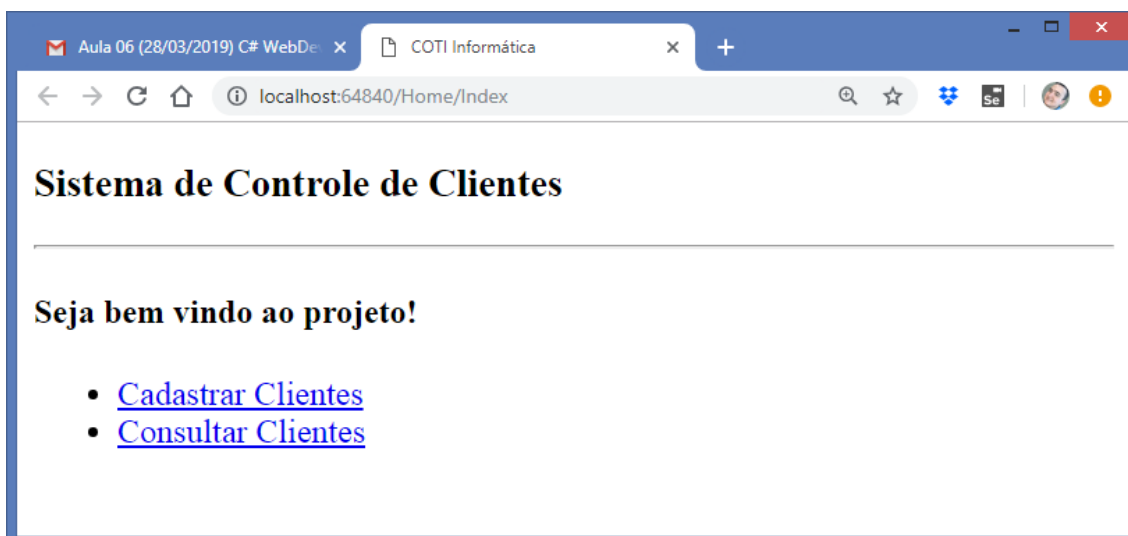 Aula 06 (28/03/2019) C# WebDe
COTI Informática
localhost:64840/Home/Index
Se
Sistema de Controle de Clientes
Seja bem vindo ao projeto!
Cadastrar Clientes
Consultar Clientes